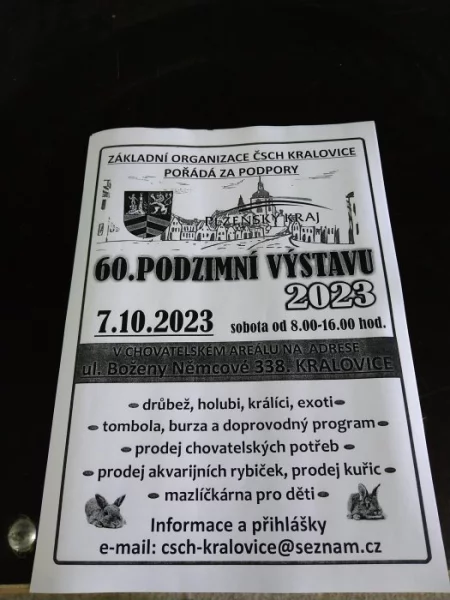 ZÁKLADNÍ ORGANIZACE ČSCH KRALOVICE
POŘÁDÁ ZA PODPORY
PLZEŇSKÝ KRAJ
60.PODZIMNÍ VÝSTAVU
2023
7.10.2023 sobota od 8.00-16.00 hod.
V CHOVATELSKÉM AREÁLU NA ADRESE
ul. Boženy Němcové 338. KRALOVICE
drůbež, holubi, králíci, exoti
tombola, burza a doprovodný program
prodej chovatelských potřeb
prodej akvarijních rybiček, prodej kuřic
mazlíčkárna pro děti
Informace a přihlášky
e-mail: csch-kralovice@seznam.cz